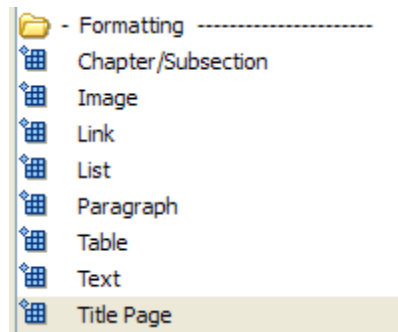 - Formatting ----------------------
Chapter/Subsection
Image
Link
List
Paragraph
Table
Text
Title Page